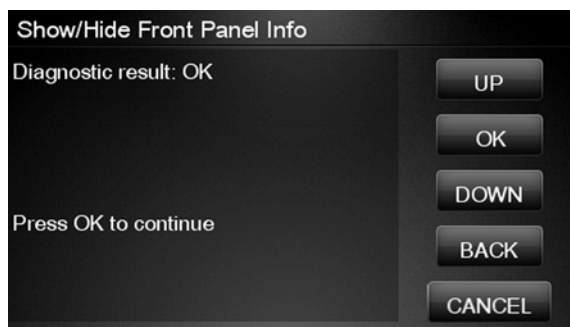 Show/Hide Front Panel Info
Diagnostic result: OK
Press OK to continue
UP
OK
DOWN
BACK
CANCEL